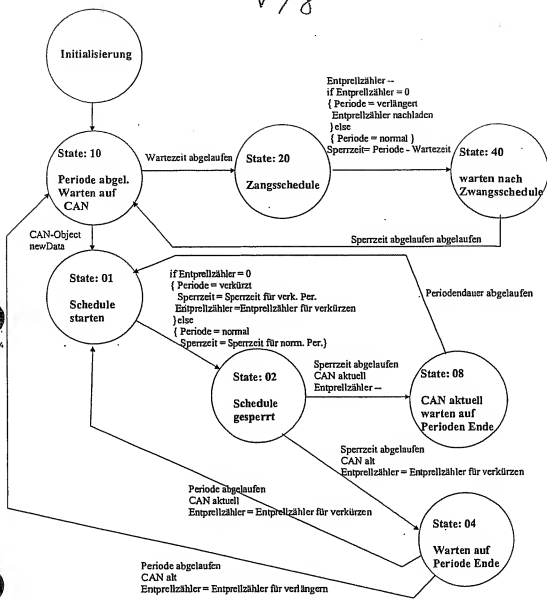 V/8
Initialisierung
Entprellzähler --
if Entprellzähler = 0
{ Periode = verlängert
Entprellzähler nachladen
}else
{ Periode = normal }
Sperrzeit= Periode - Wartezeit
State: 10
Periode abgel.
Warten auf
CAN
Wartezeit abgelaufen
State: 20
Zangsschedule
State: 40
warten nach
Zwangsschedule
CAN-Object
newData
Sperrzeit abgelaufen abgelaufen
State: 01
Schedule
starten
if Entprellzähler = 0
{ Periode = verkürzt
Sperrzeit = Sperrzeit für verk. Per.
Entprellzähler =Entprellzähler für verkürzen
}else
{ Periode = normal
Sperrzeit = Sperrzeit für norm. Per.}
Periodendauer abgelaufen
State: 02
Schedule
gesperrt
Sperrzeit abgelaufen
CAN aktuell
Entprellzähler --
State: 08
CAN aktuell
warten auf
Perioden Ende
Sperrzeit abgelaufen
CAN alt
Entprellzähler = Entprellzähler für verkürzen
Periode abgelaufen
CAN aktuell
Entprellzähler = Entprellzähler für verkürzen
State: 04
Warten auf
Periode Ende
Periode abgelaufen
CAN alt
Entprellzähler = Entprellzähler für verlängern